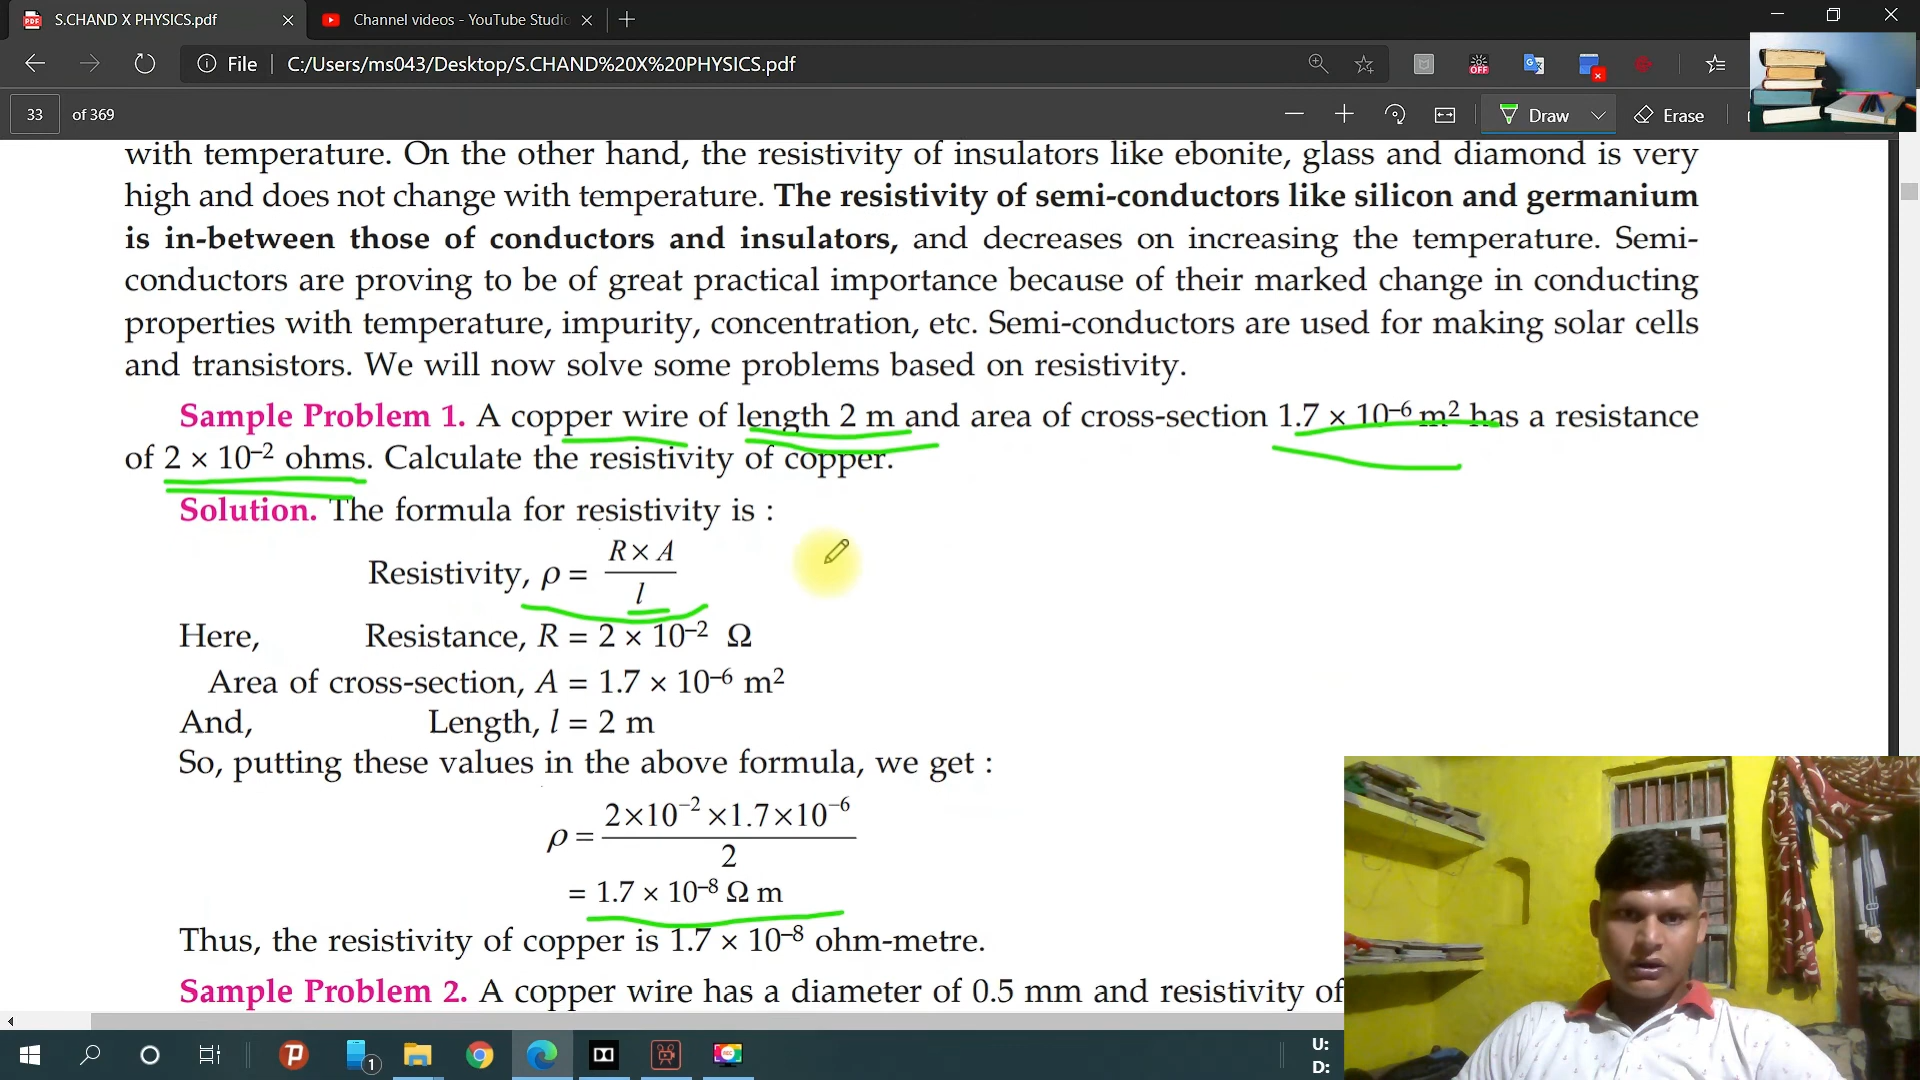 S.CHAND X PHYSICS.pdf
Channel videos - YouTube Studio
File
C:/Users/ms043/Desktop/S.CHAND%20X%20PHYSICS.pdf
33 of 369
Draw
Erase
with temperature. On the other hand, the resistivity of insulators like ebonite, glass and diamond is very
high and does not change with temperature. The resistivity of semi-conductors like silicon and germanium
is in-between those of conductors and insulators, and decreases on increasing the temperature. Semi-
conductors are proving to be of great practical importance because of their marked change in conducting
properties with temperature, impurity, concentration, etc. Semi-conductors are used for making solar cells
and transistors. We will now solve some problems based on resistivity.
Sample Problem 1. A copper wire of length 2 m and area of cross-section 1.7 × 10⁻⁶ m² has a resistance
of 2 × 10⁻² ohms. Calculate the resistivity of copper.
Solution. The formula for resistivity is :
Resistivity, ρ = R × A / l
Here, Resistance, R = 2 × 10⁻² Ω
Area of cross-section, A = 1.7 × 10⁻⁶ m²
And, Length, l = 2 m
So, putting these values in the above formula, we get :
ρ = 2×10⁻² ×1.7×10⁻⁶ / 2
= 1.7 × 10⁻⁸ Ω m
Thus, the resistivity of copper is 1.7 × 10⁻⁸ ohm-metre.
Sample Problem 2. A copper wire has a diameter of 0.5 mm and resistivity of
U:
D:
OFF
1